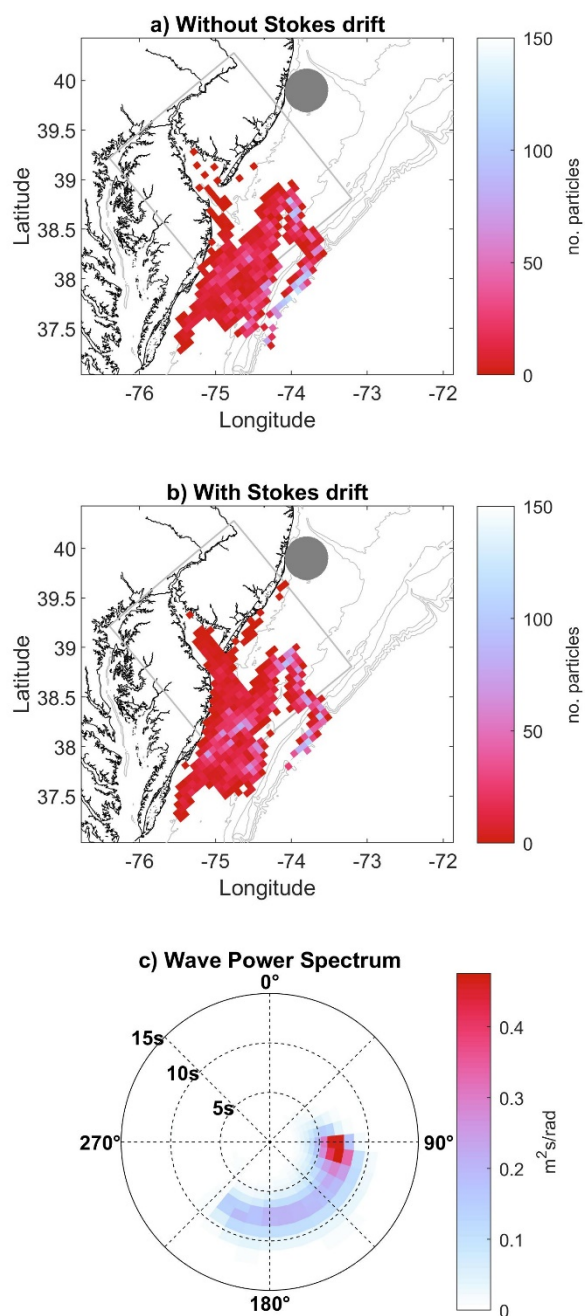 a) Without Stokes drift
40
39.5
39
38.5
38
37.5
Latitude
-76 -75 -74 -73 -72
Longitude
150
100
50
0
no. particles
b) With Stokes drift
40
39.5
39
38.5
38
37.5
Latitude
-76 -75 -74 -73 -72
Longitude
150
100
50
0
no. particles
c) Wave Power Spectrum
0°
15s
10s
5s
270°
90°
180°
0.4
0.3
0.2
0.1
0
m² s/rad